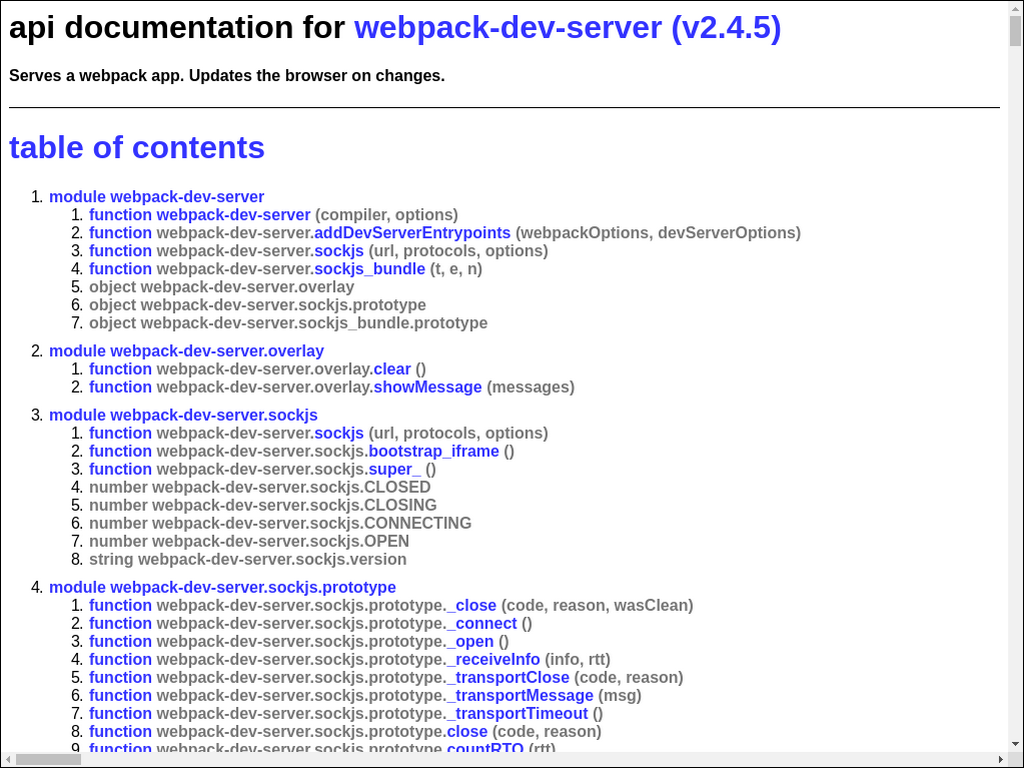 api documentation for webpack-dev-server (v2.4.5)
Serves a webpack app. Updates the browser on changes.
table of contents
1. module webpack-dev-server
1. function webpack-dev-server (compiler, options)
2. function webpack-dev-server.addDevServerEntrypoints (webpackOptions, devServerOptions)
3. function webpack-dev-server.sockjs (url, protocols, options)
4. function webpack-dev-server.sockjs_bundle (t, e, n)
5. object webpack-dev-server.overlay
6. object webpack-dev-server.sockjs.prototype
7. object webpack-dev-server.sockjs_bundle.prototype
2. module webpack-dev-server.overlay
1. function webpack-dev-server.overlay.clear ()
2. function webpack-dev-server.overlay.showMessage (messages)
3. module webpack-dev-server.sockjs
1. function webpack-dev-server.sockjs (url, protocols, options)
2. function webpack-dev-server.sockjs.bootstrap_iframe ()
3. function webpack-dev-server.sockjs.super_ ()
4. number webpack-dev-server.sockjs.CLOSED
5. number webpack-dev-server.sockjs.CLOSING
6. number webpack-dev-server.sockjs.CONNECTING
7. number webpack-dev-server.sockjs.OPEN
8. string webpack-dev-server.sockjs.version
4. module webpack-dev-server.sockjs.prototype
1. function webpack-dev-server.sockjs.prototype._close (code, reason, wasClean)
2. function webpack-dev-server.sockjs.prototype._connect ()
3. function webpack-dev-server.sockjs.prototype._open ()
4. function webpack-dev-server.sockjs.prototype._receiveInfo (info, rtt)
5. function webpack-dev-server.sockjs.prototype._transportClose (code, reason)
6. function webpack-dev-server.sockjs.prototype._transportMessage (msg)
7. function webpack-dev-server.sockjs.prototype._transportTimeout ()
8. function webpack-dev-server.sockjs.prototype.close (code, reason)
9. function webpack-dev-server.sockjs.prototype.countRTO (rtt)